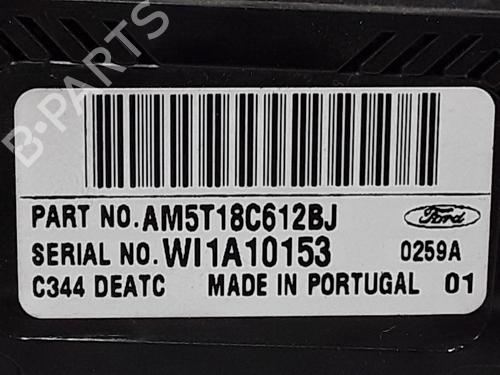 B-PARTS
PART NO. AM5T18C612BJ
Ford
SERIAL NO. WI1A10153 0259A
C344 DEATC MADE IN PORTUGAL 01